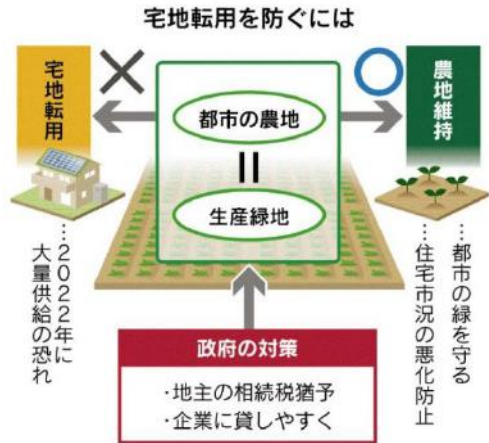 宅地転用を防ぐには
宅地転用
都市の農地
生産緑地
農地維持
…2022年に
大量供給の恐れ
…都市の緑を守る
…住宅市況の悪化防止
政府の対策
・地主の相続税猶予
・企業に貸しやすく